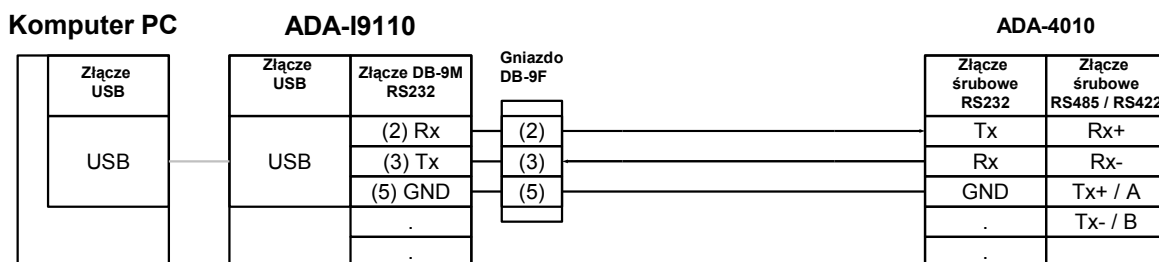 Komputer PC
ADA-I9110
ADA-4010
Złącze
USB
Złącze
USB
Złącze DB-9M
RS232
Gniazdo
DB-9F
Złącze
śrubowe
RS232
Złącze
śrubowe
RS485 / RS422
USB
USB
(2) Rx
(2)
Tx
Rx+
(3) Tx
(3)
Rx
Rx-
(5) GND
(5)
GND
Tx+ / A
.
.
Tx- / B
.
.